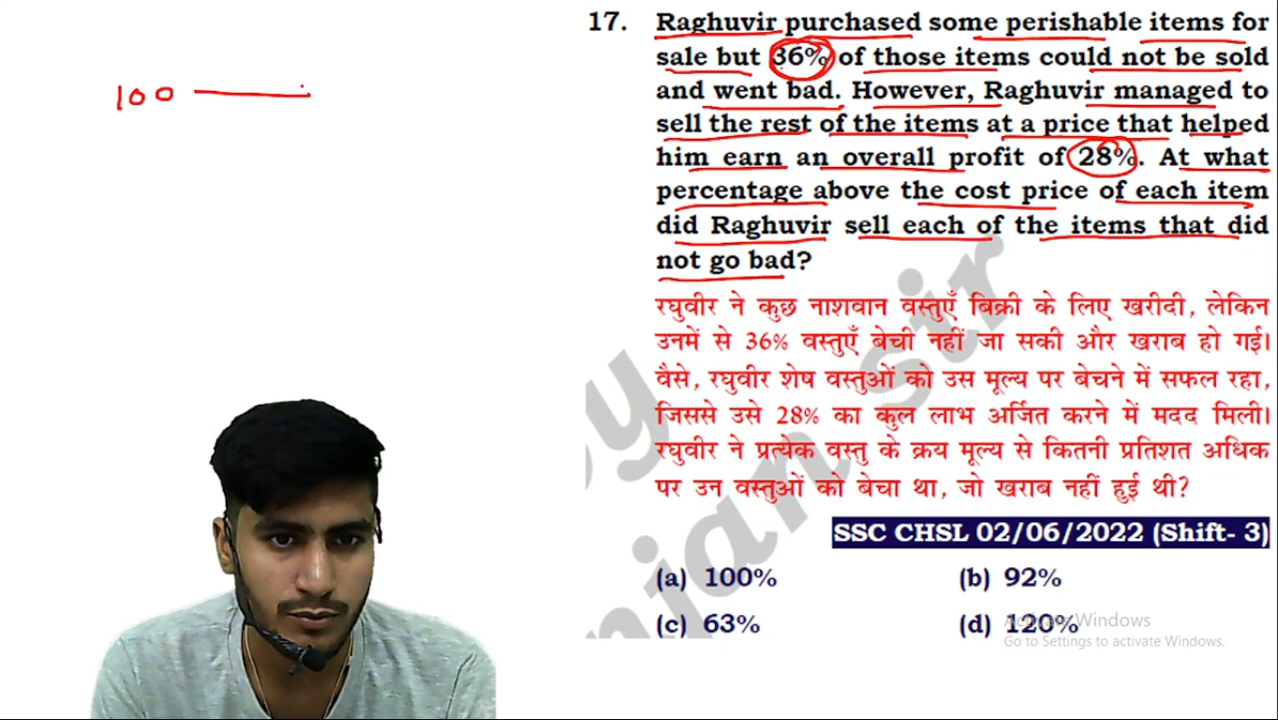 100
17. Raghuvir purchased some perishable items for
sale but 36% of those items could not be sold
and went bad. However, Raghuvir managed to
sell the rest of the items at a price that helped
him earn an overall profit of 28%. At what
percentage above the cost price of each item
did Raghuvir sell each of the items that did
not go bad?
रघुवीर ने कुछ नाशवान वस्तुएँ बिक्री के लिए खरीदी, लेकिन
उनमें से 36% वस्तुएँ बेची नहीं जा सकी और खराब हो गई।
वैसे, रघुवीर शेष वस्तुओं को उस मूल्य पर बेचने में सफल रहा,
जिससे उसे 28% का कुल लाभ अर्जित करने में मदद मिली।
रघुवीर ने प्रत्येक वस्तु के क्रय मूल्य से कितनी प्रतिशत अधिक
पर उन वस्तुओं को बेचा था, जो खराब नहीं हुई थी?
SSC CHSL 02/06/2022 (Shift- 3)
(a) 100% (b) 92%
(c) 63% (d) 120%
Activate Windows
Go to Settings to activate Windows.
by
jan sir